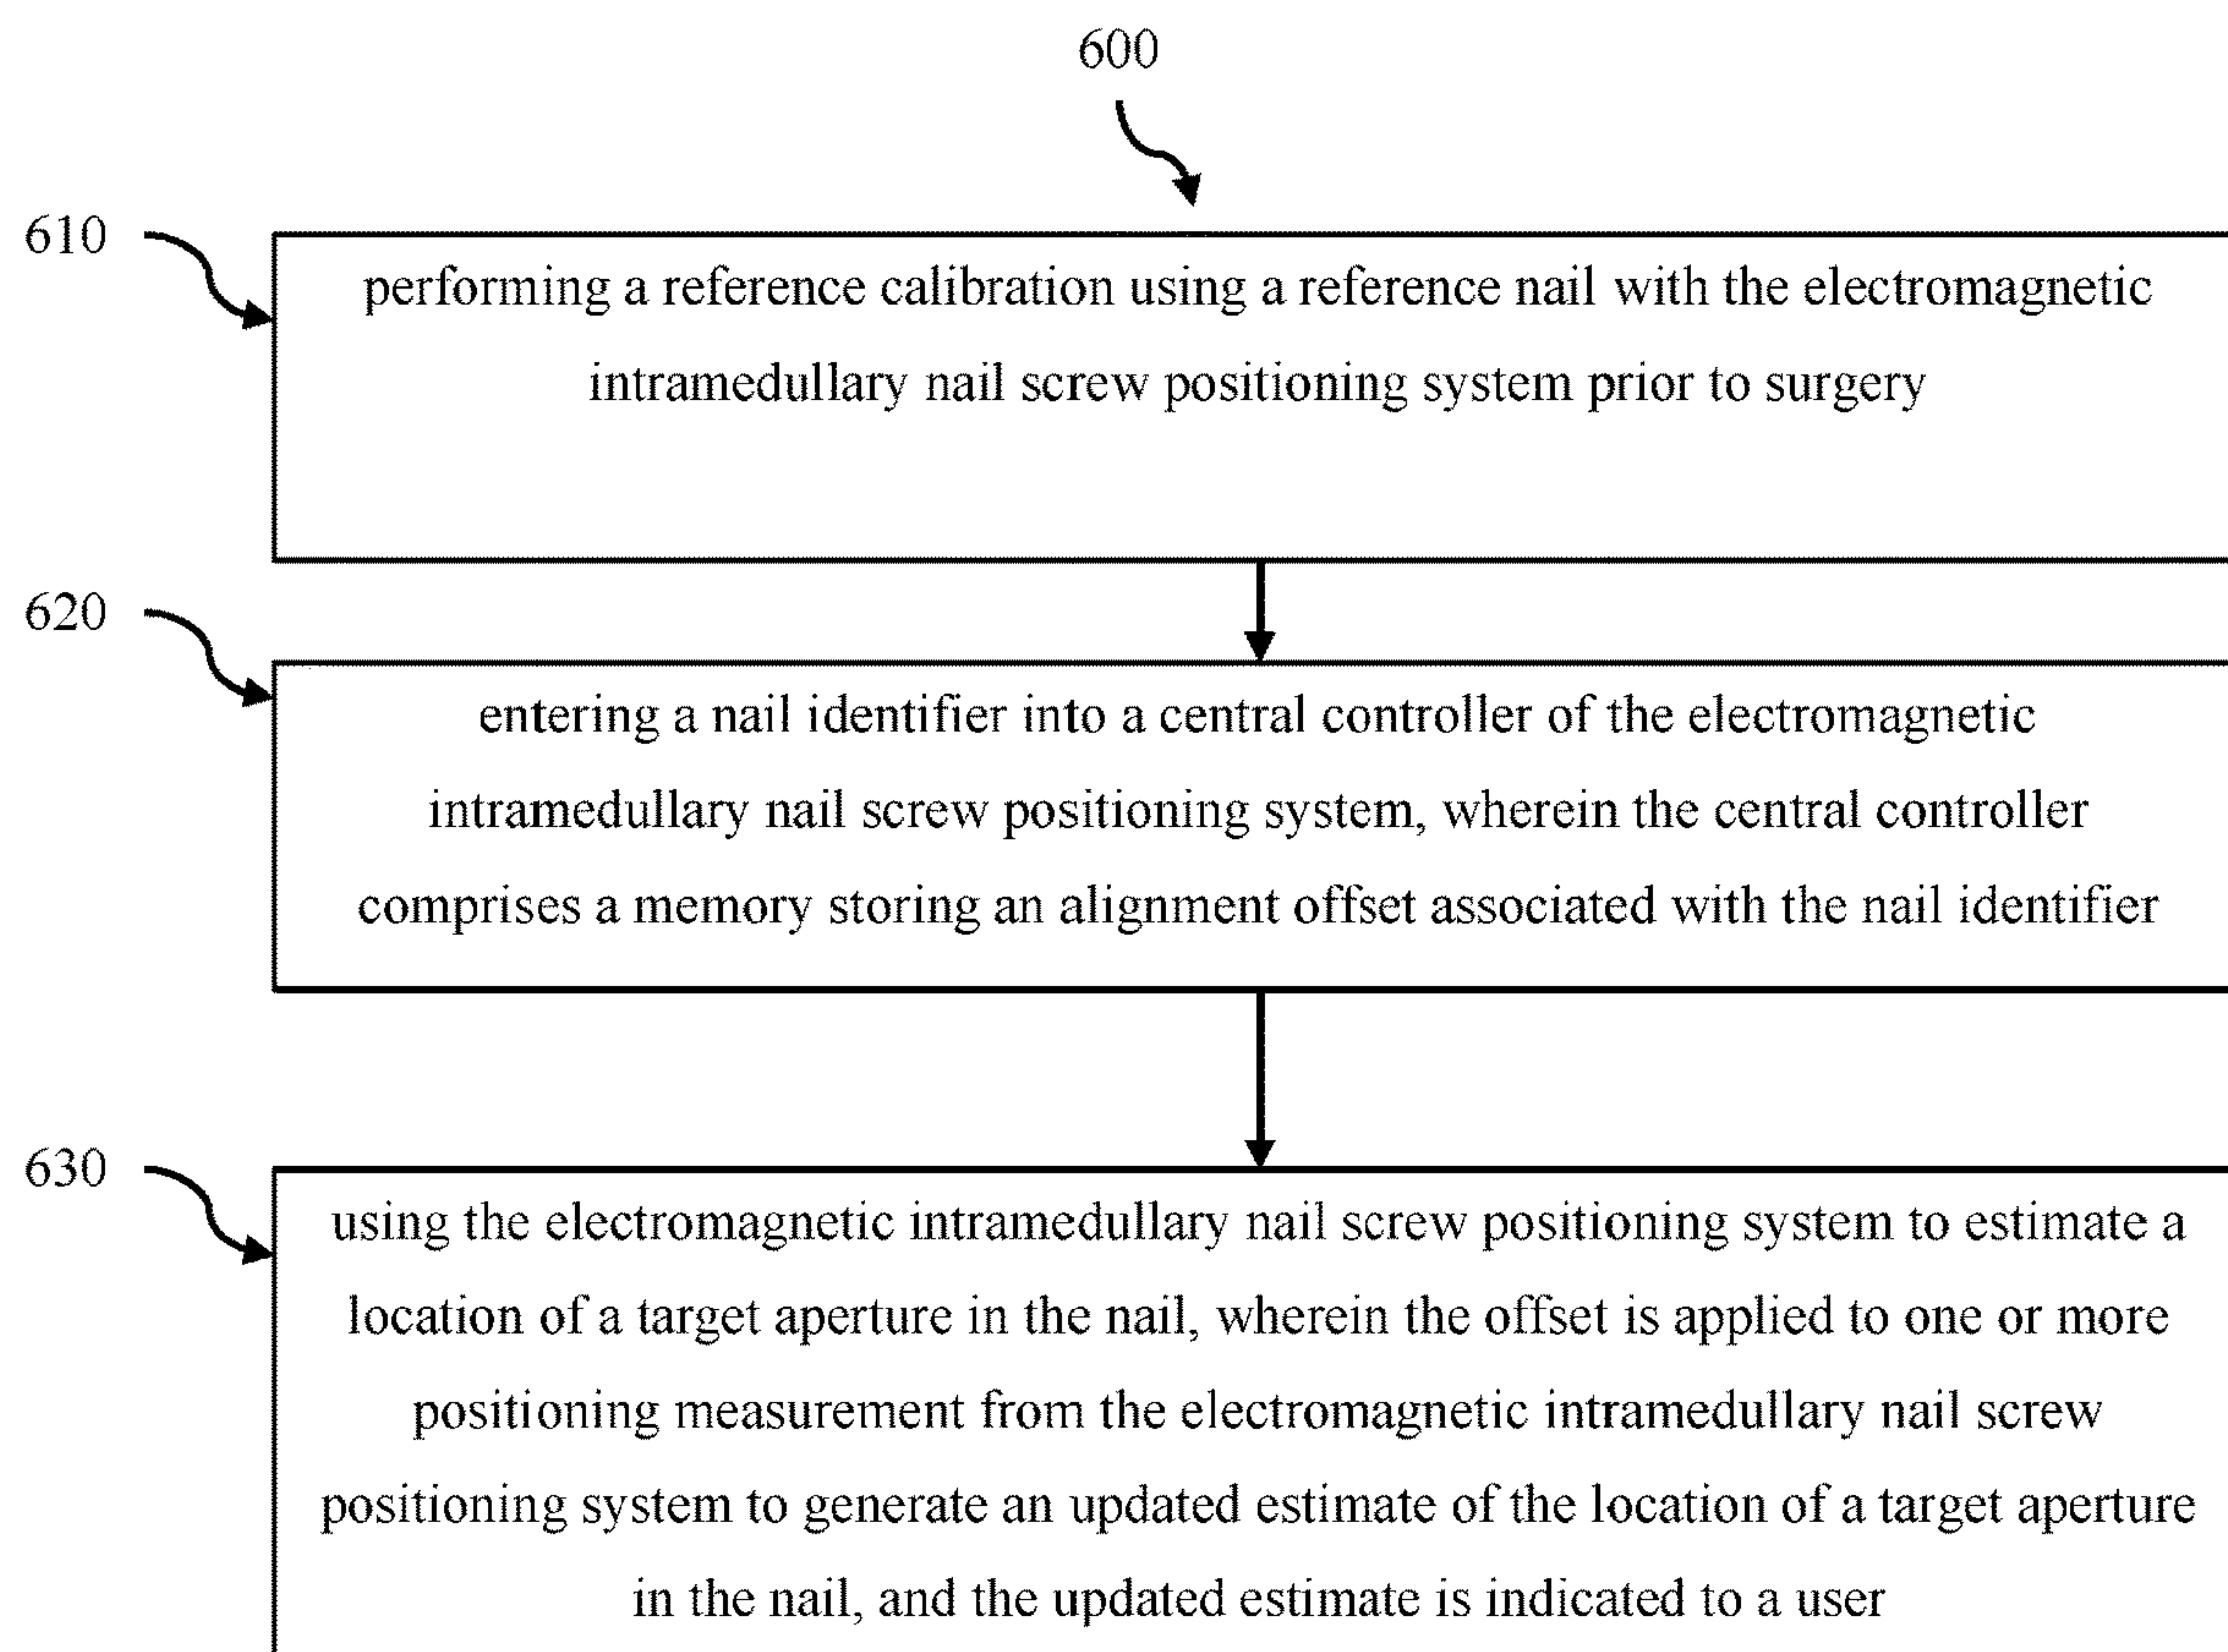 600
610
performing a reference calibration using a reference nail with the electromagnetic
intramedullary nail screw positioning system prior to surgery
620
entering a nail identifier into a central controller of the electromagnetic
intramedullary nail screw positioning system, wherein the central controller
comprises a memory storing an alignment offset associated with the nail identifier
630
using the electromagnetic intramedullary nail screw positioning system to estimate a
location of a target aperture in the nail, wherein the offset is applied to one or more
positioning measurement from the electromagnetic intramedullary nail screw
positioning system to generate an updated estimate of the location of a target aperture
in the nail, and the updated estimate is indicated to a user